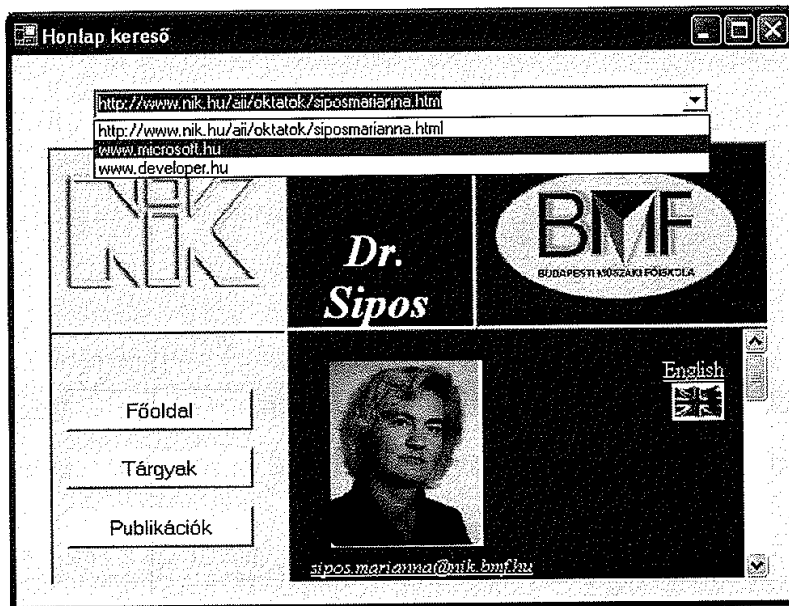 Honlap kereső
http://www.nik.hu/aii/oktatok/siposmarianna.htm
http://www.nik.hu/aii/oktatok/siposmarianna.html
www.microsoft.hu
www.developer.hu
NIK
Dr.
Sipos
BMF
BUDAPESTI MŰSZAKI FŐISKOLA
English
Főoldal
Tárgyak
Publikációk
sipos.marianna@nik.bmf.hu